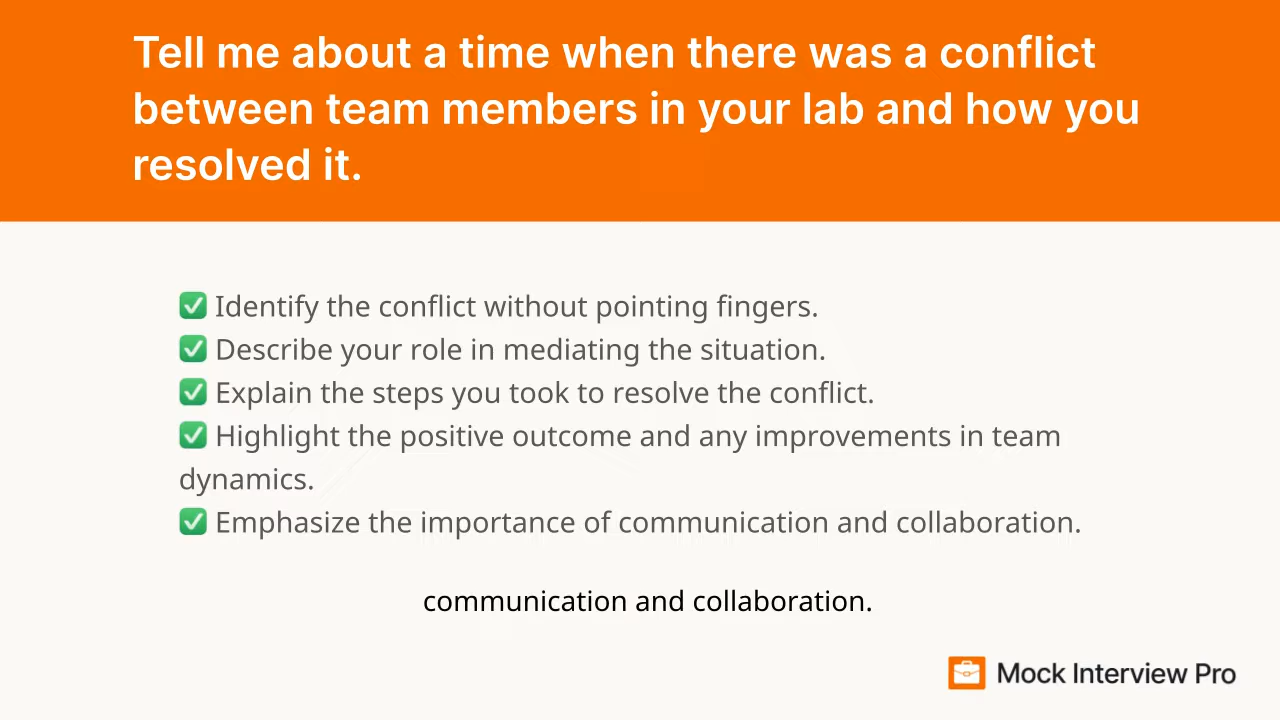 Tell me about a time when there was a conflict
between team members in your lab and how you
resolved it.
✅ Identify the conflict without pointing fingers.
✅ Describe your role in mediating the situation.
✅ Explain the steps you took to resolve the conflict.
✅ Highlight the positive outcome and any improvements in team
dynamics.
✅ Emphasize the importance of communication and collaboration.
communication and collaboration.
Mock Interview Pro